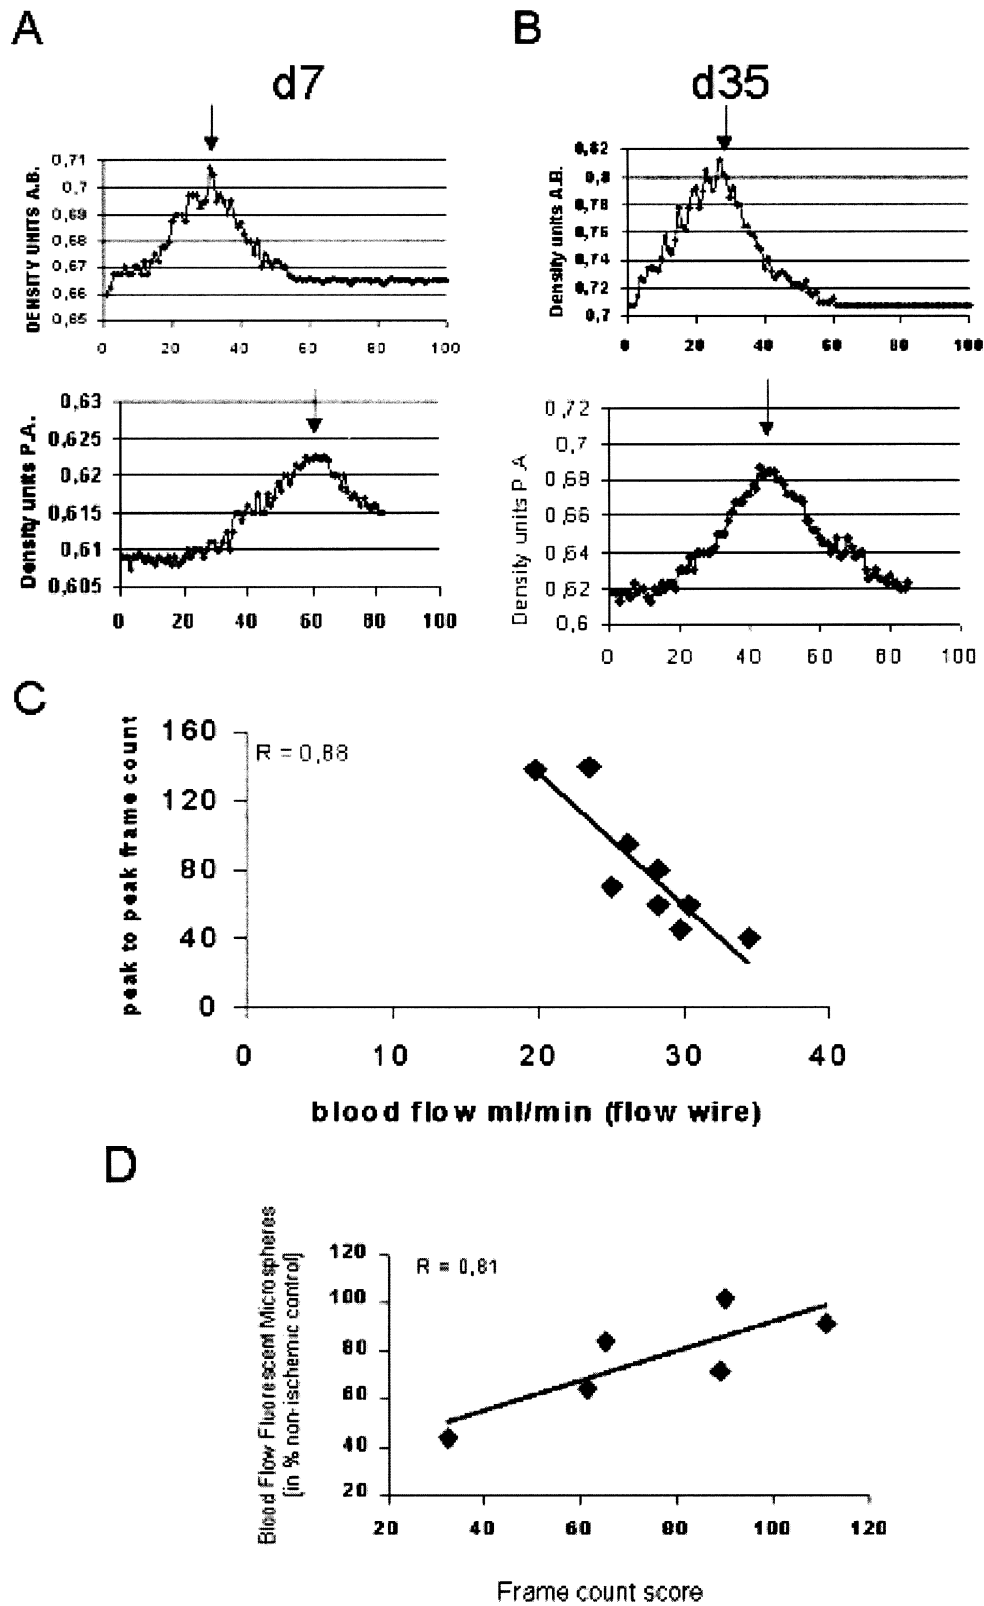 A
B
d7
d35
DENSITY UNITS A.B.
0,71
0,7
0,69
0,68
0,67
0,66
0,65
0 20 40 60 80 100
Density units A.B.
0,82
0,8
0,78
0,76
0,74
0,72
0,7
0 20 40 60 80 100
Density units P.A.
0,63
0,625
0,62
0,615
0,61
0,605
0 20 40 60 80 100
Density units P.A
0,72
0,7
0,68
0,66
0,64
0,62
0,6
0 20 40 60 80 100
C
peak to peak frame count
160
120
80
40
0
R = 0,88
0 10 20 30 40
blood flow ml/min (flow wire)
D
Blood Flow Fluorescent Microspheres
[in % non-ischemic control]
120
100
80
60
40
20
R = 0,81
20 40 60 80 100 120
Frame count score